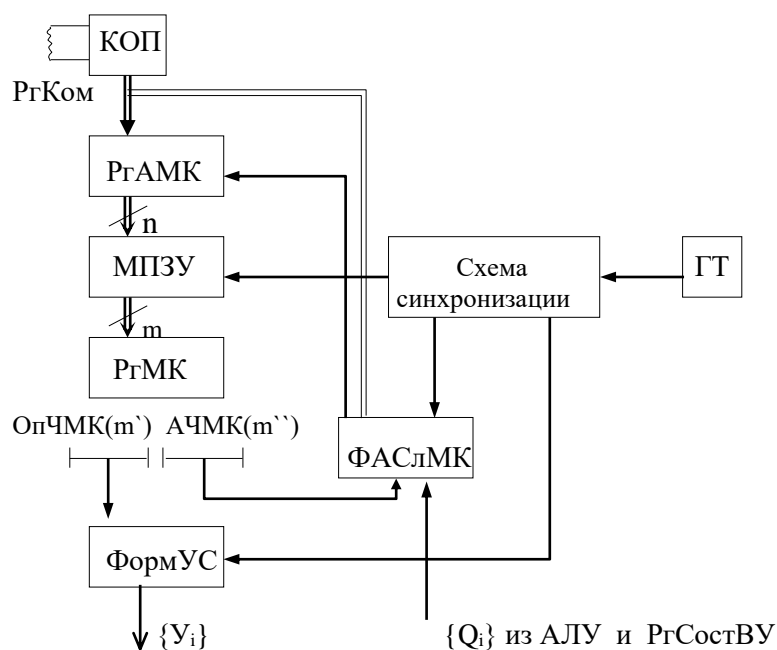 КОП
РгКом
РгАМК
n
МПЗУ
Схема
синхронизации
ГТ
m
РгМК
ОпЧМК(m`) АЧМК(m``)
ФАСлМК
ФормУС
{Уi}
{Qi} из АЛУ и РгСостВУ